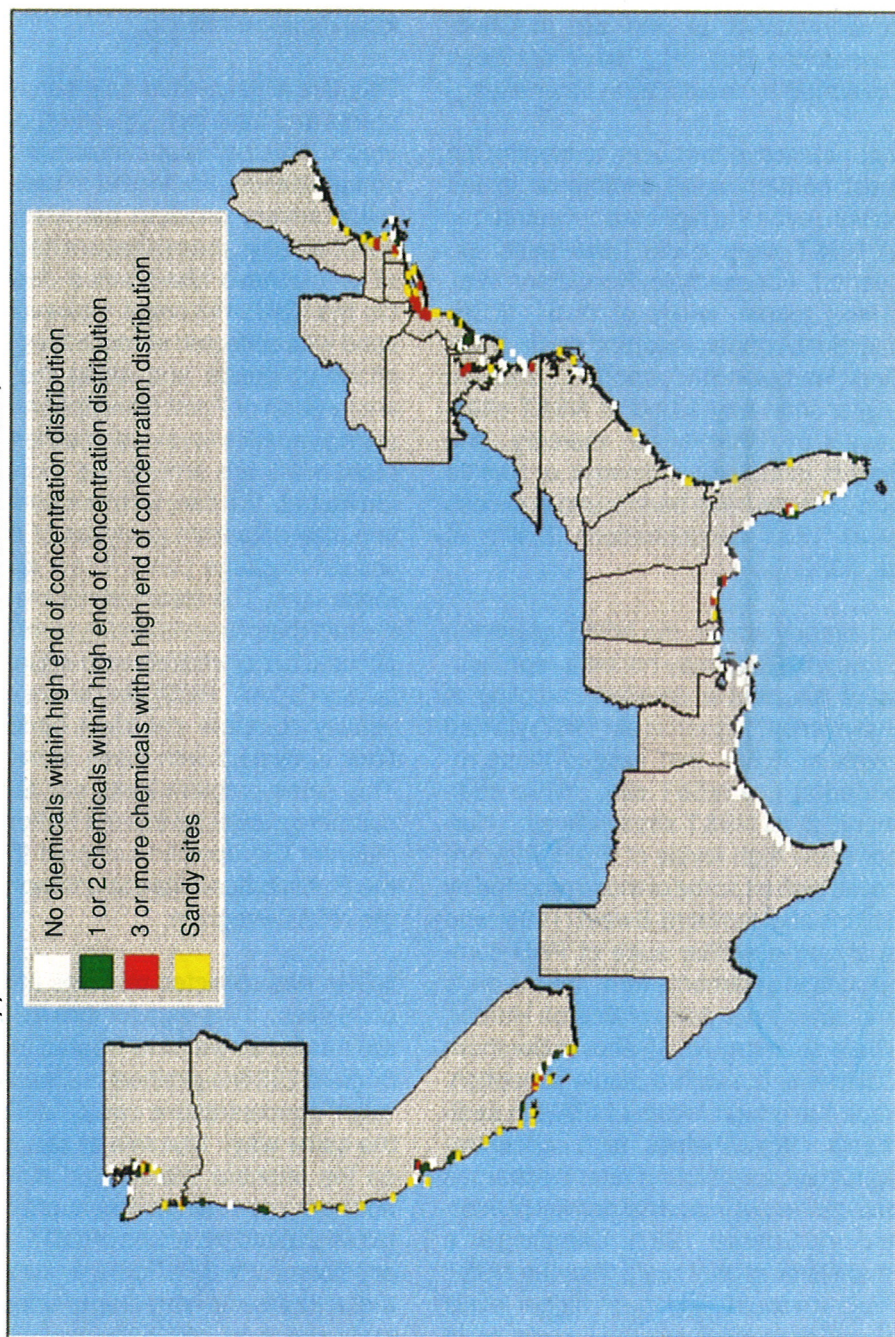 No chemicals within high end of concentration distribution
1 or 2 chemicals within high end of concentration distribution
3 or more chemicals within high end of concentration distribution
Sandy sites